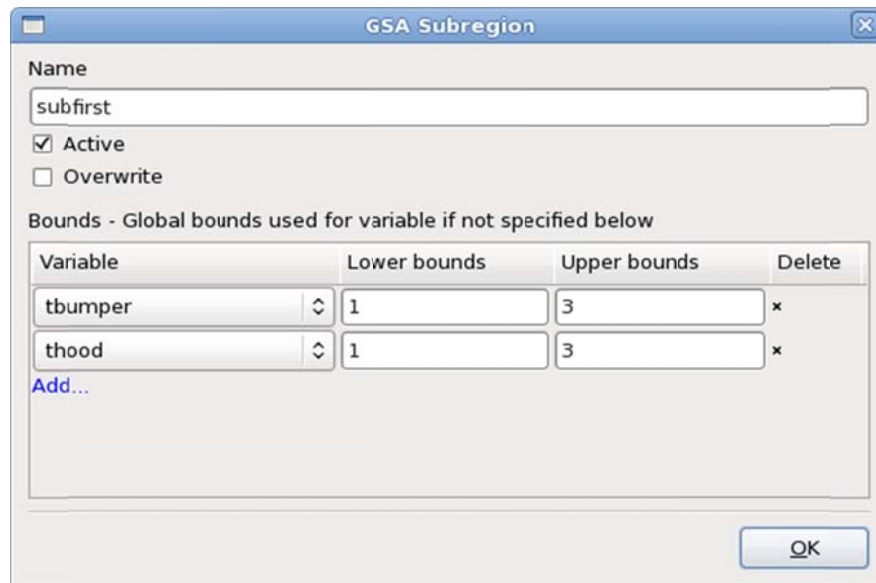 GSA Subregion
Name
subfirst
Active
Overwrite
Bounds - Global bounds used for variable if not specified below
Variable Lower bounds Upper bounds Delete
tbumper 1 3 ×
thood 1 3 ×
Add...
OK